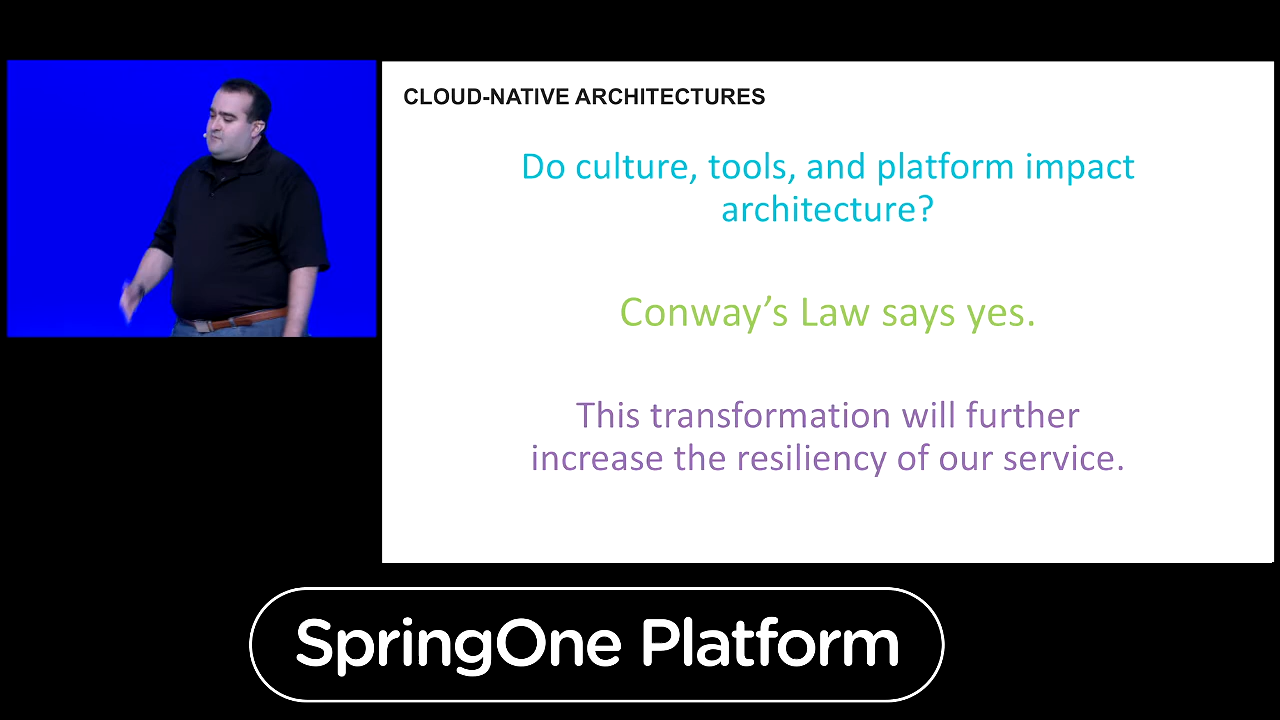 CLOUD-NATIVE ARCHITECTURES
Do culture, tools, and platform impact
architecture?
Conway’s Law says yes.
This transformation will further
increase the resiliency of our service.
SpringOne Platform